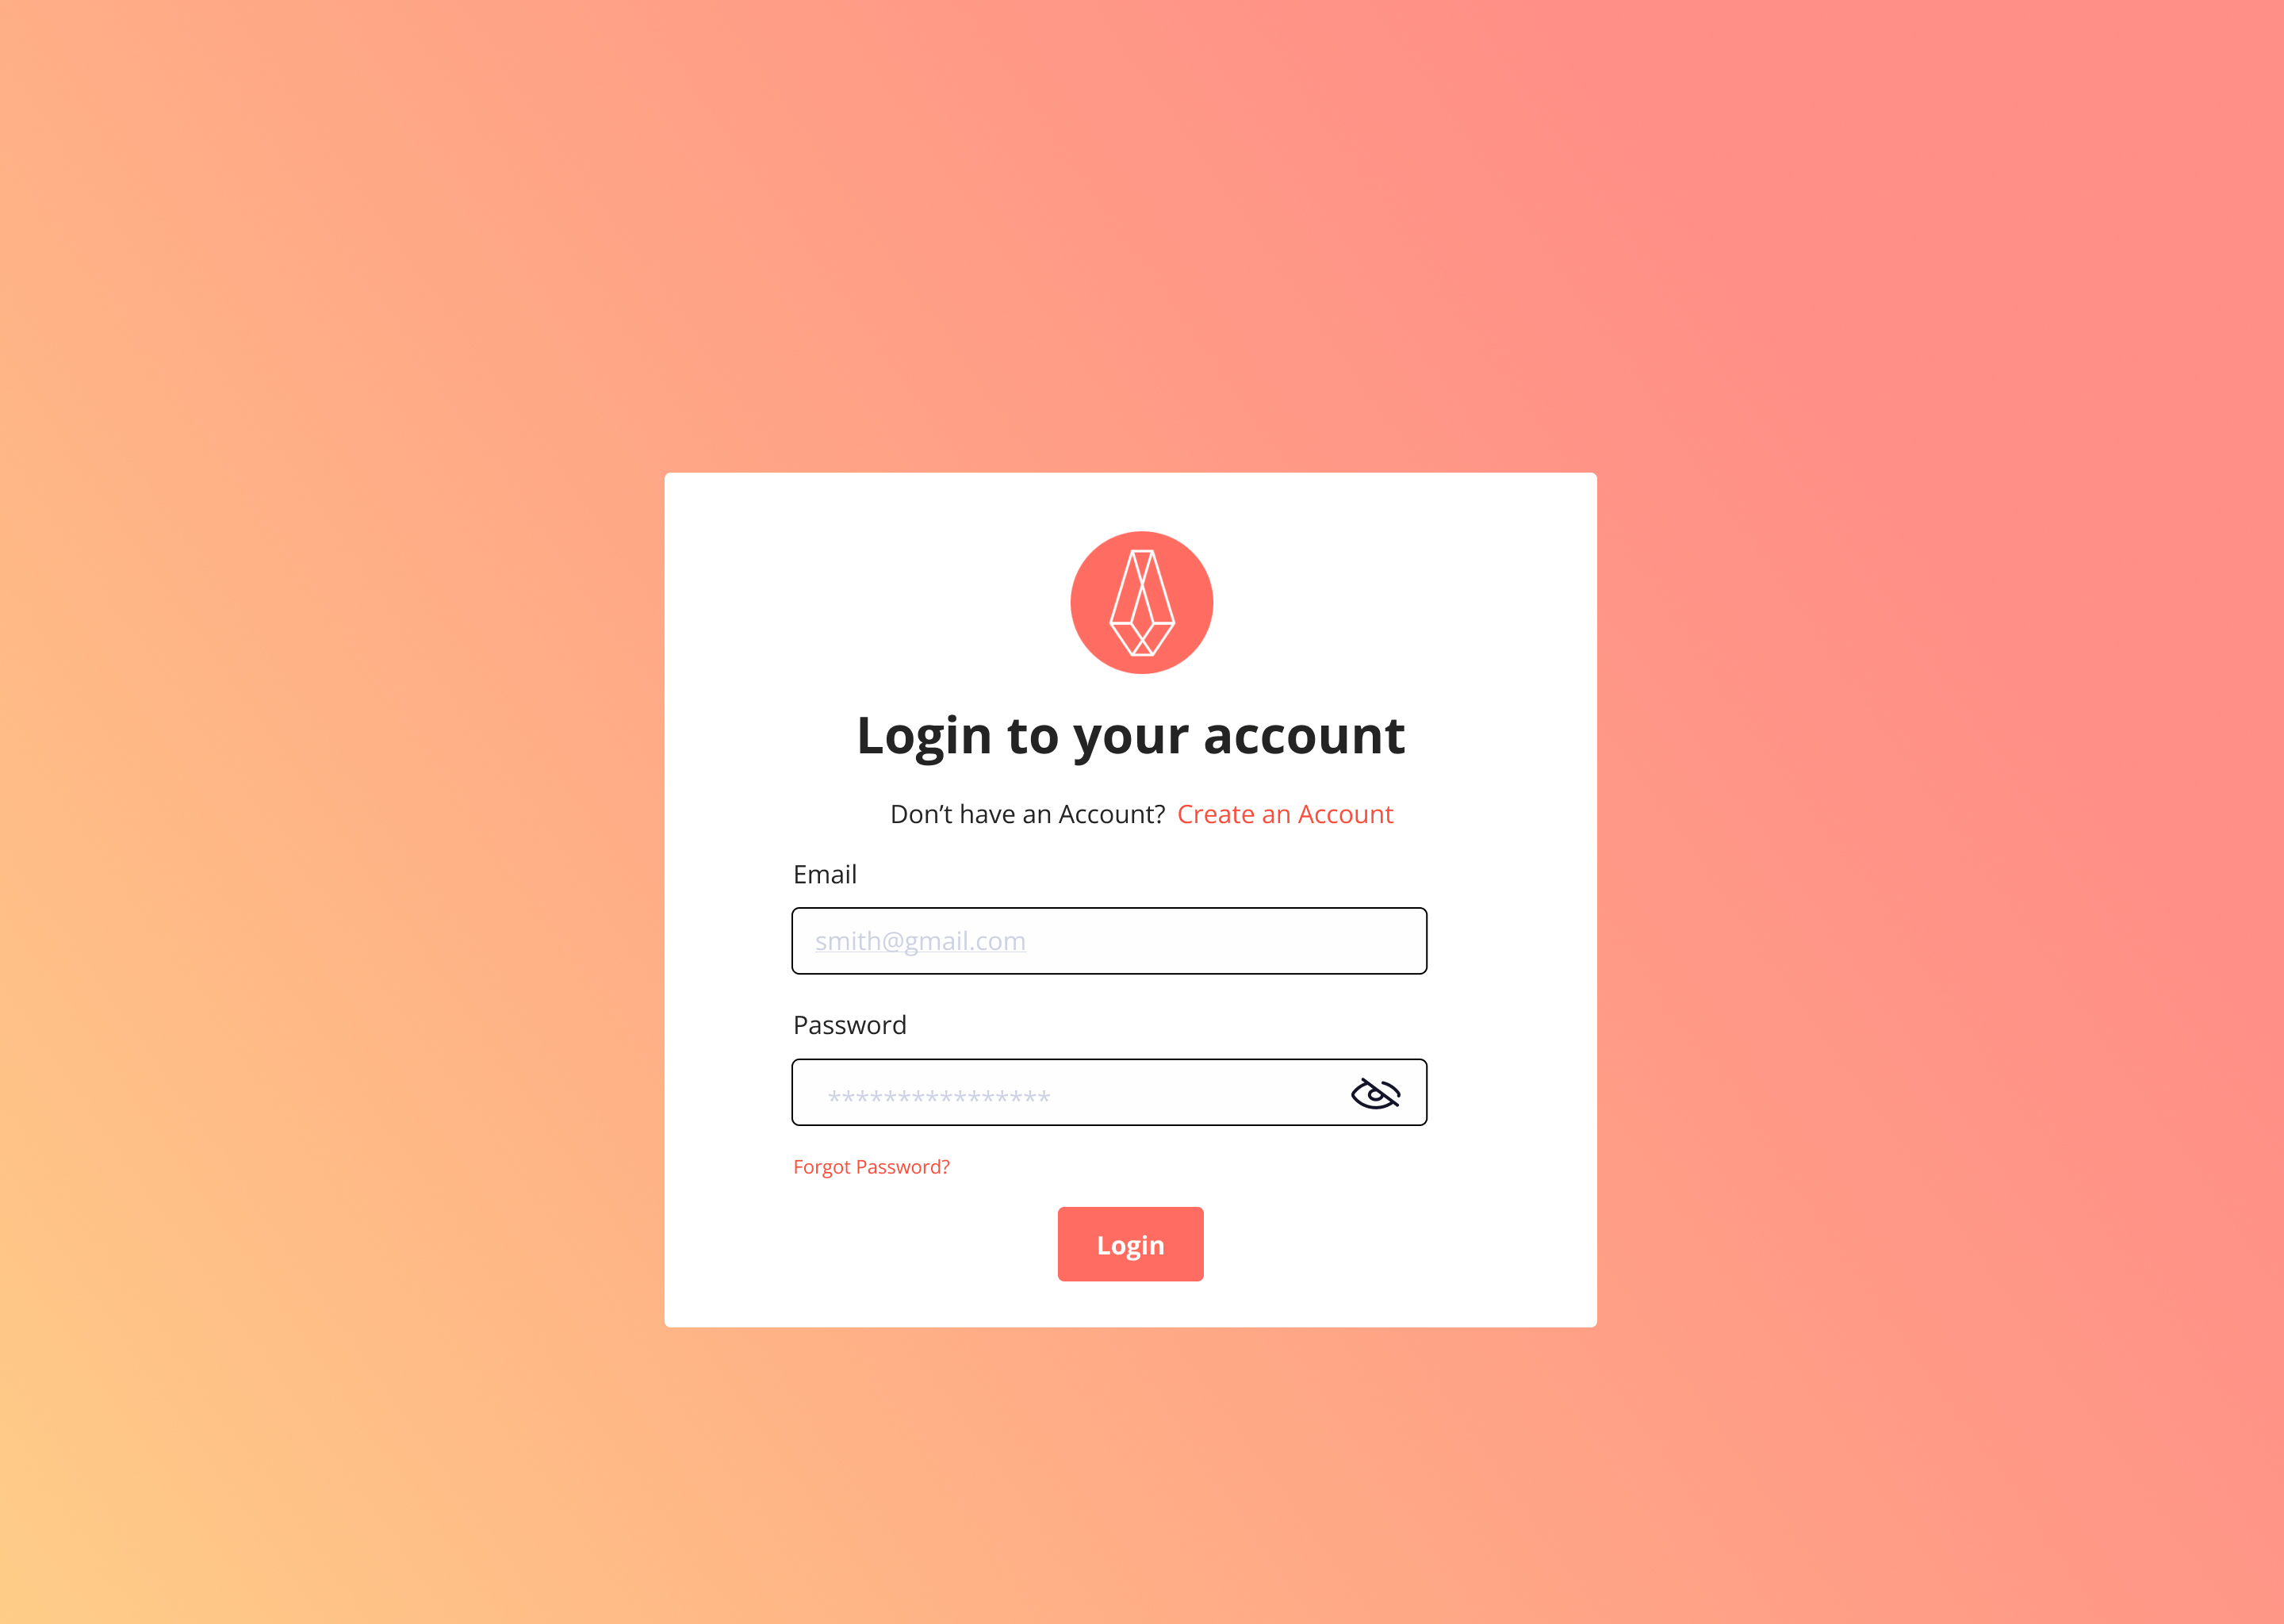 Login to your account
Don’t have an Account? Create an Account
Email
smith@gmail.com
Password
****************
Forgot Password?
Login